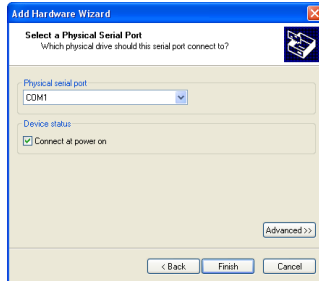 Add Hardware Wizard
Select a Physical Serial Port
Which physical drive should this serial port connect to?
Physical serial port
COM1
Device status
Connect at power on
Advanced >>
< Back Finish Cancel